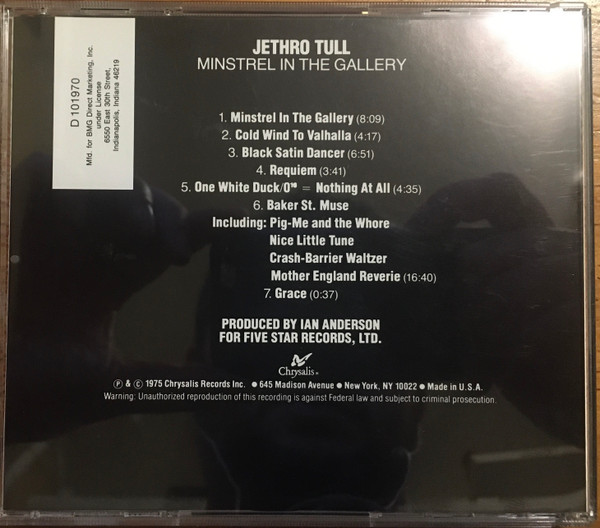 D 101970
Mfd. for BMG Direct Marketing, Inc.
under License
6550 East 30th Street,
Indianapolis, Indiana 46219
JETHRO TULL
MINSTREL IN THE GALLERY
1. Minstrel In The Gallery (8:09)
2. Cold Wind To Valhalla (4:17)
3. Black Satin Dancer (6:51)
4. Requiem (3:41)
5. One White Duck/0¹⁰ = Nothing At All (4:35)
6. Baker St. Muse
Including: Pig-Me and the Whore
Nice Little Tune
Crash-Barrier Waltzer
Mother England Reverie (16:40)
7. Grace (0:37)
PRODUCED BY IAN ANDERSON
FOR FIVE STAR RECORDS, LTD.
Chrysalis
℗ & © 1975 Chrysalis Records Inc. ● 645 Madison Avenue ● New York, NY 10022 ● Made in U.S.A.
Warning: Unauthorized reproduction of this recording is against Federal law and subject to criminal prosecution.